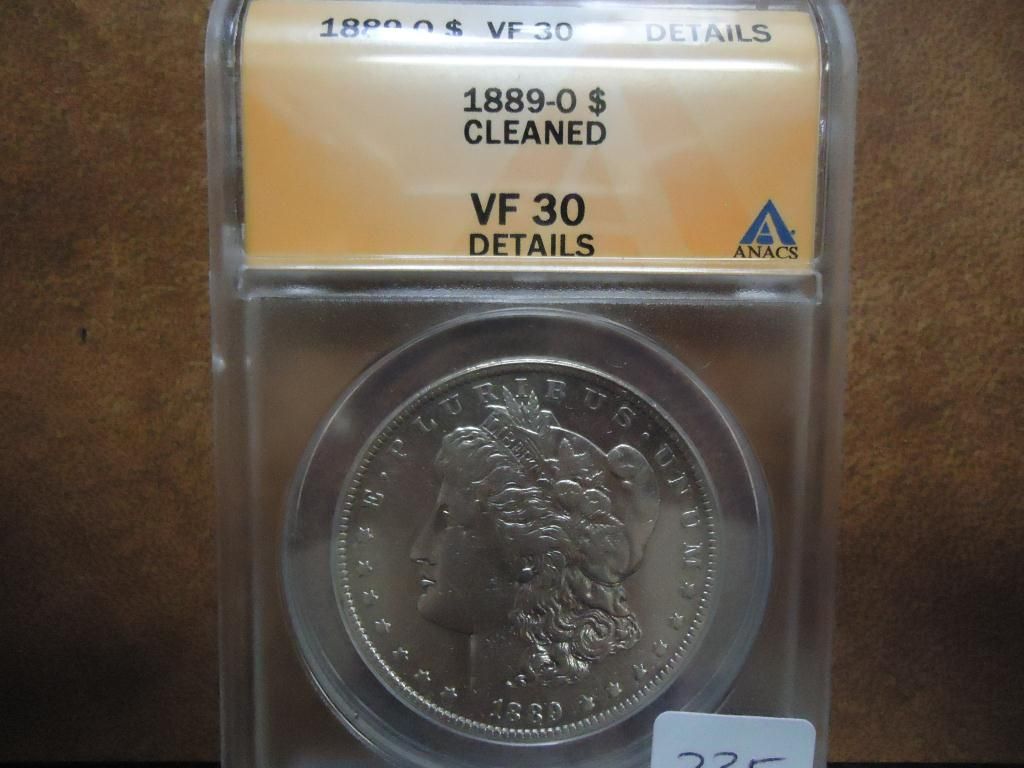 1889-O $ VF 30 DETAILS
1889-O $
CLEANED
VF 30
DETAILS
ANACS
E · PLURIBUS · UNUM
LIBERTY
1889